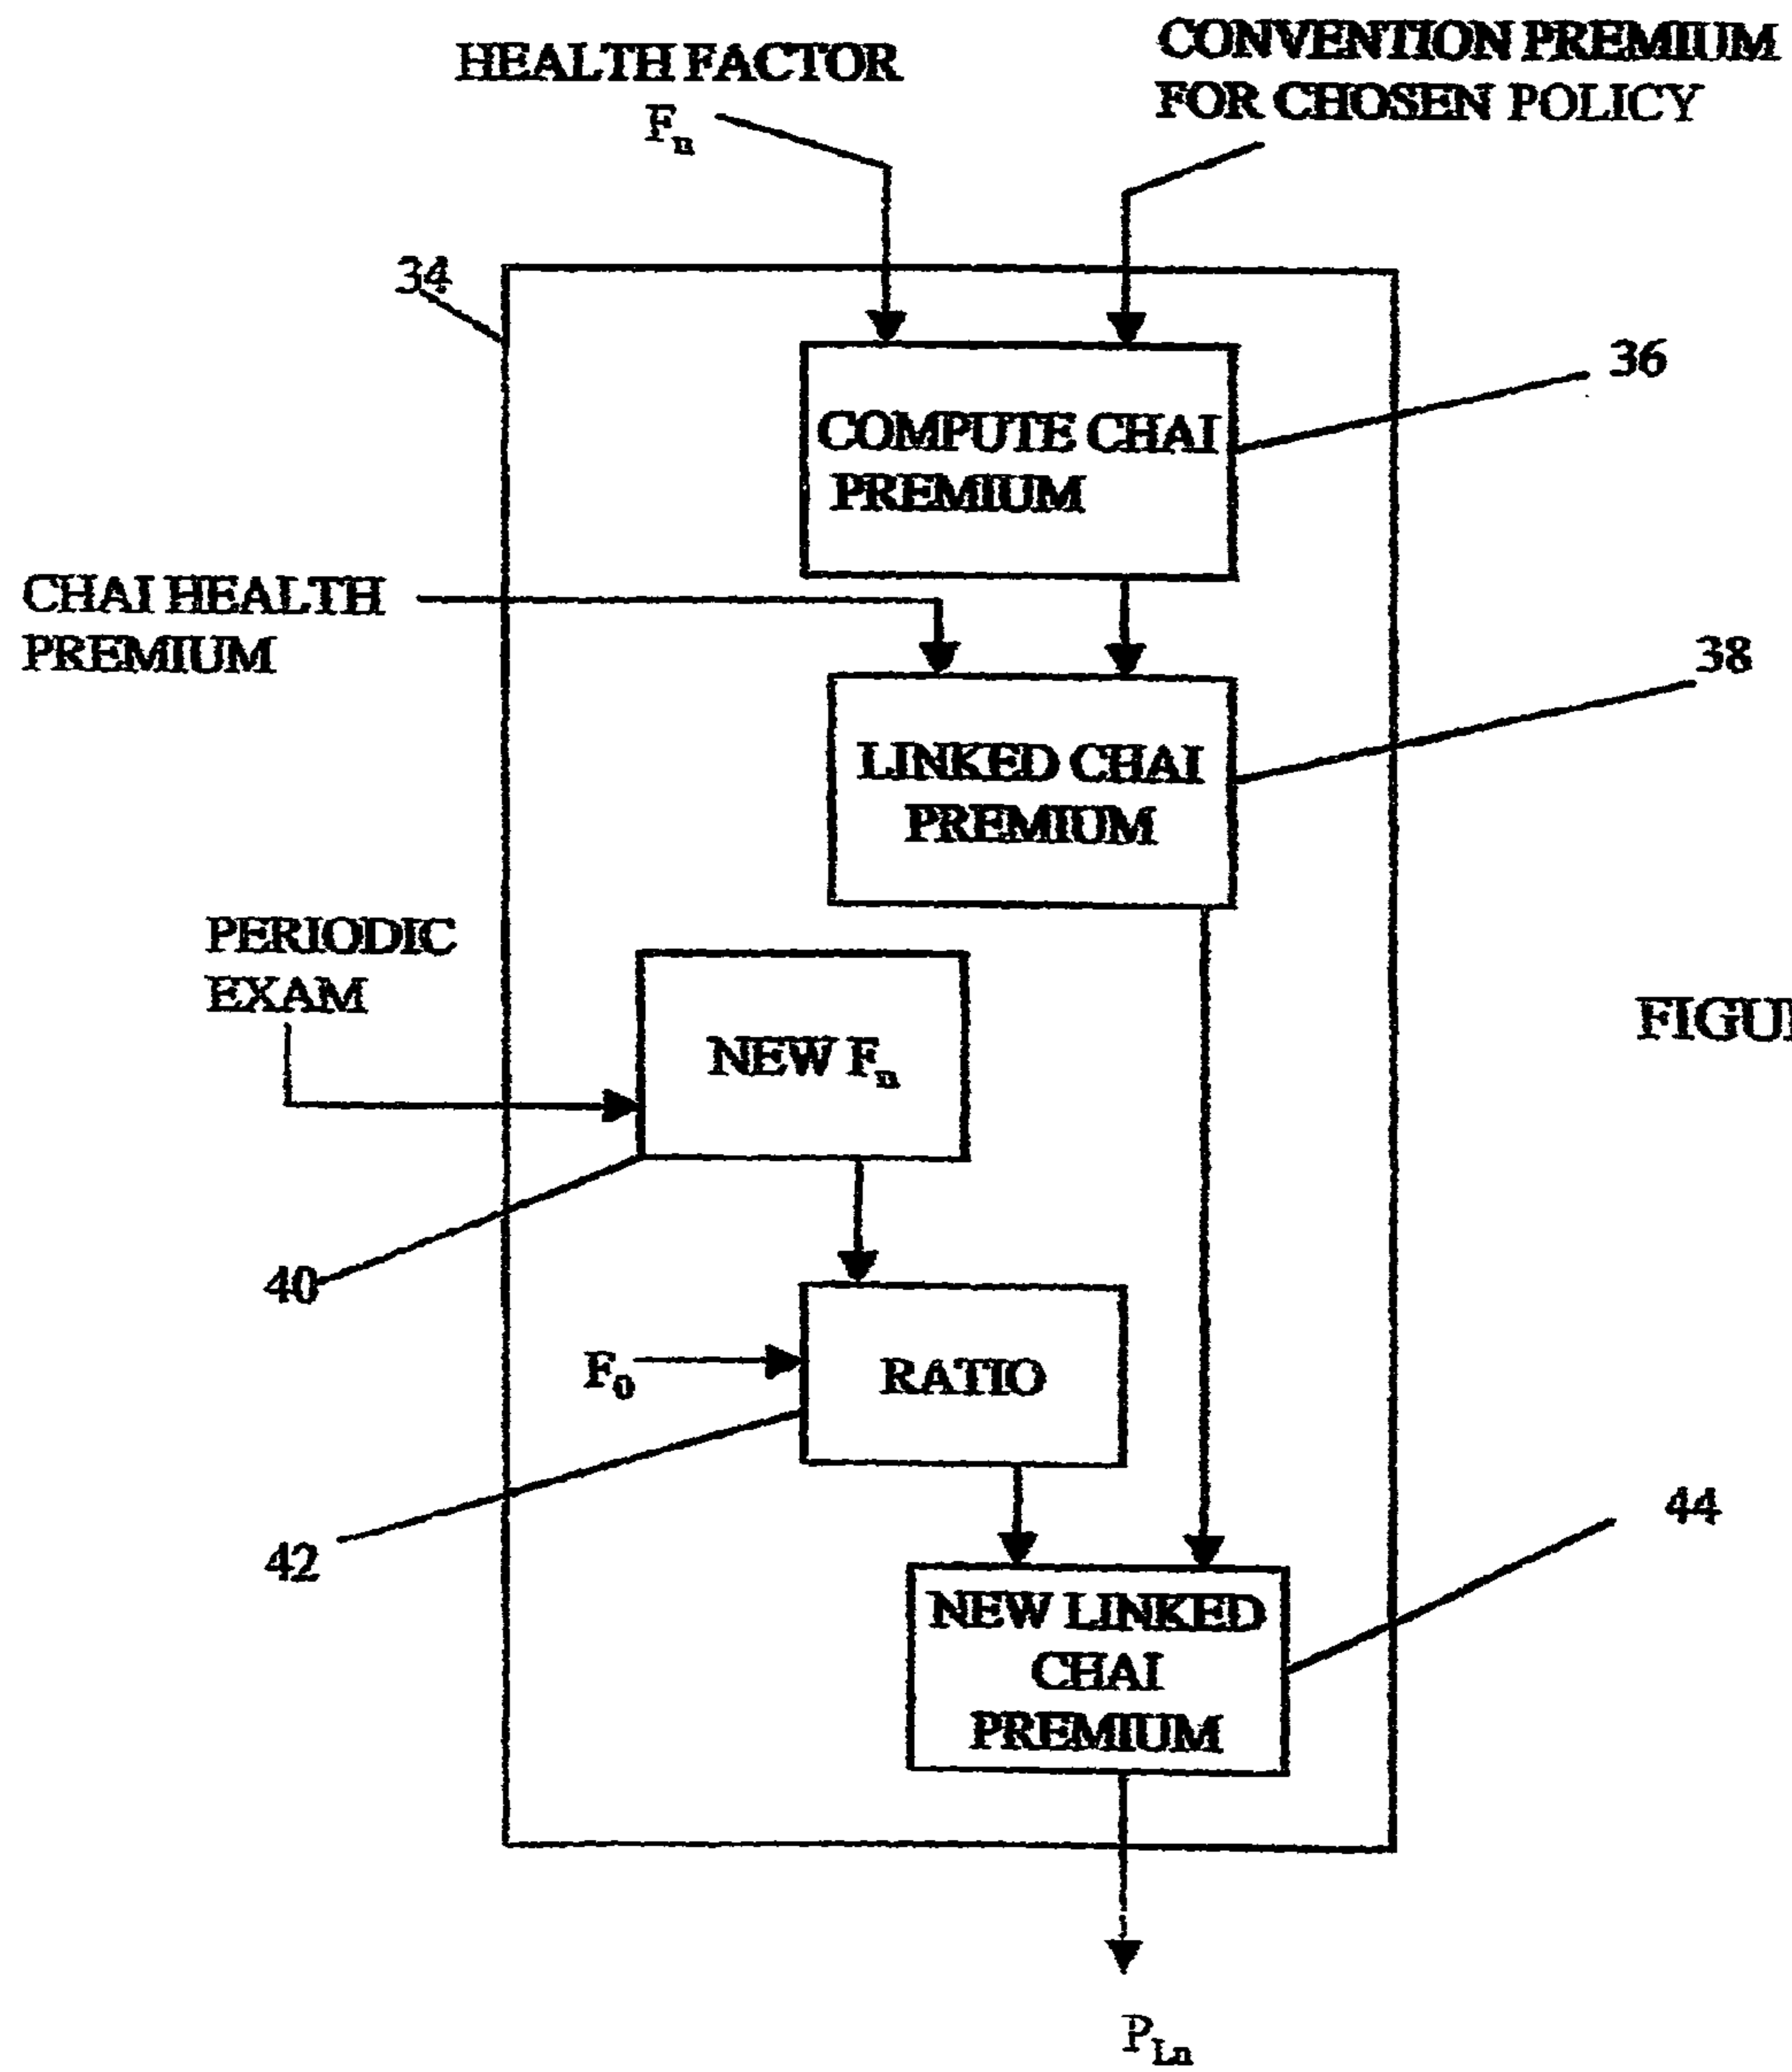 HEALTH FACTOR
Fn
CONVENTION PREMIUM
FOR CHOSEN POLICY
34
36
COMPUTE CHAI
PREMIUM
CHAI HEALTH
PREMIUM
38
LINKED CHAI
PREMIUM
PERIODIC
EXAM
NEW Fn
40
F0
RATIO
42
44
NEW LINKED
CHAI
PREMIUM
PLn